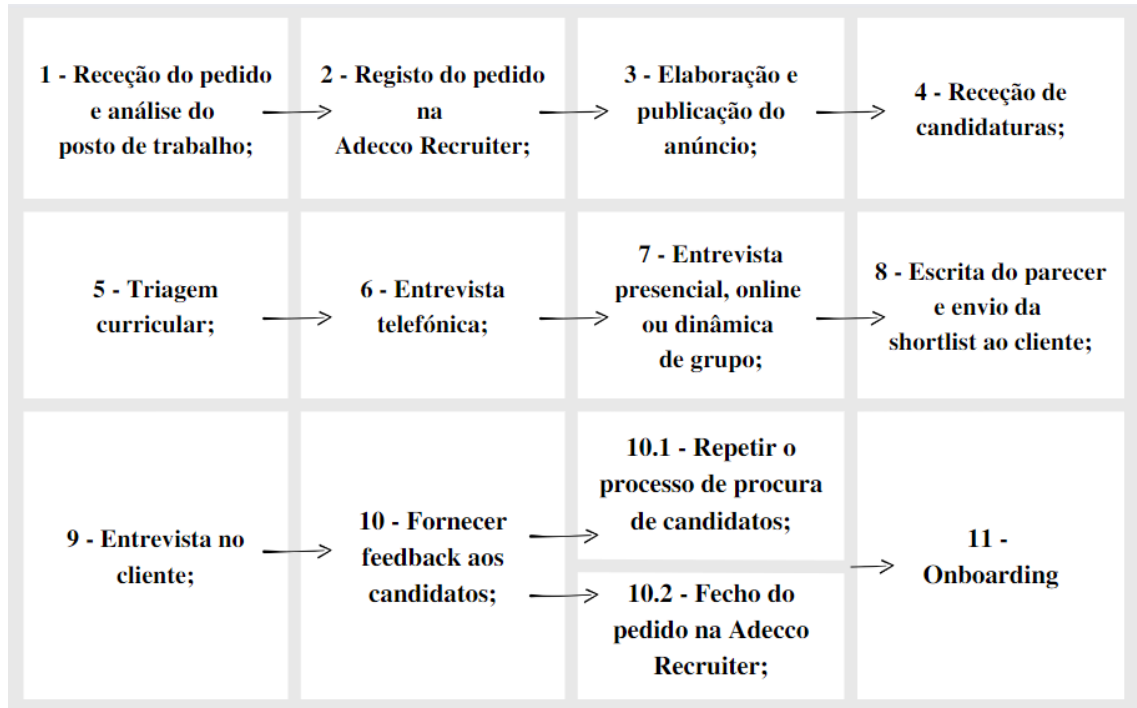 1 - Receção do pedido
e análise do
posto de trabalho;
2 - Registo do pedido
na
Adecco Recruiter;
3 - Elaboração e
publicação do
anúncio;
4 - Receção de
candidaturas;
5 - Triagem
curricular;
6 - Entrevista
telefónica;
7 - Entrevista
presencial, online
ou dinâmica
de grupo;
8 - Escrita do parecer
e envio da
shortlist ao cliente;
9 - Entrevista no
cliente;
10 - Fornecer
feedback aos
candidatos;
10.1 - Repetir o
processo de procura
de candidatos;
10.2 - Fecho do
pedido na Adecco
Recruiter;
11 -
Onboarding